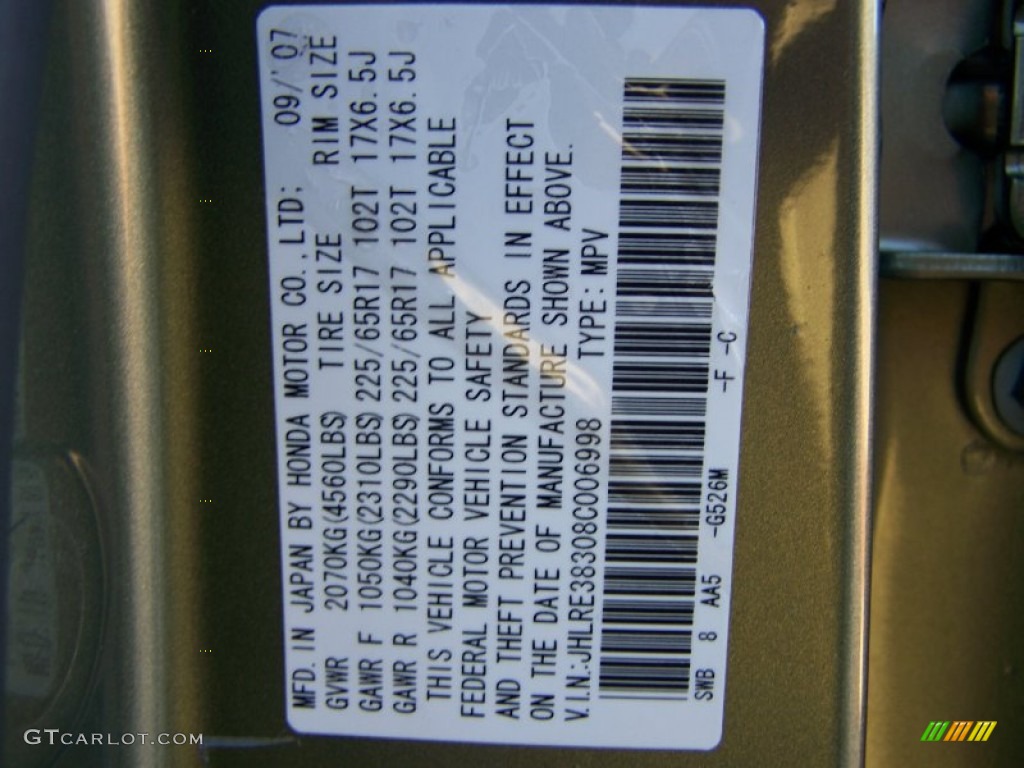 MFD. IN JAPAN BY HONDA MOTOR CO., LTD: 09/'07
GVWR 2070KG(4560LBS) TIRE SIZE RIM SIZE
GAWR F 1050KG(2310LBS) 225/65R17 102T 17X6.5J
GAWR R 1040KG(2290LBS) 225/65R17 102T 17X6.5J
THIS VEHICLE CONFORMS TO ALL APPLICABLE
FEDERAL MOTOR VEHICLE SAFETY
AND THEFT PREVENTION STANDARDS IN EFFECT
ON THE DATE OF MANUFACTURE SHOWN ABOVE.
V.I.N:JHLRE38308C006998 TYPE: MPV
SWB 8 AA5 -G526M -F -C
GTCARLOT.COM